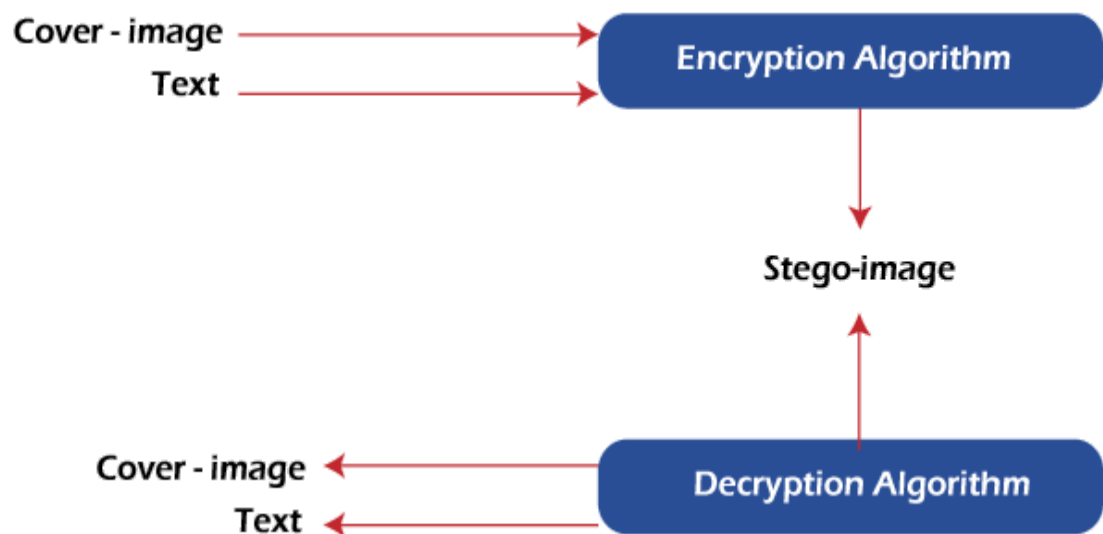 Cover - image
Text
Encryption Algorithm
Stego-image
Cover - image
Text
Decryption Algorithm